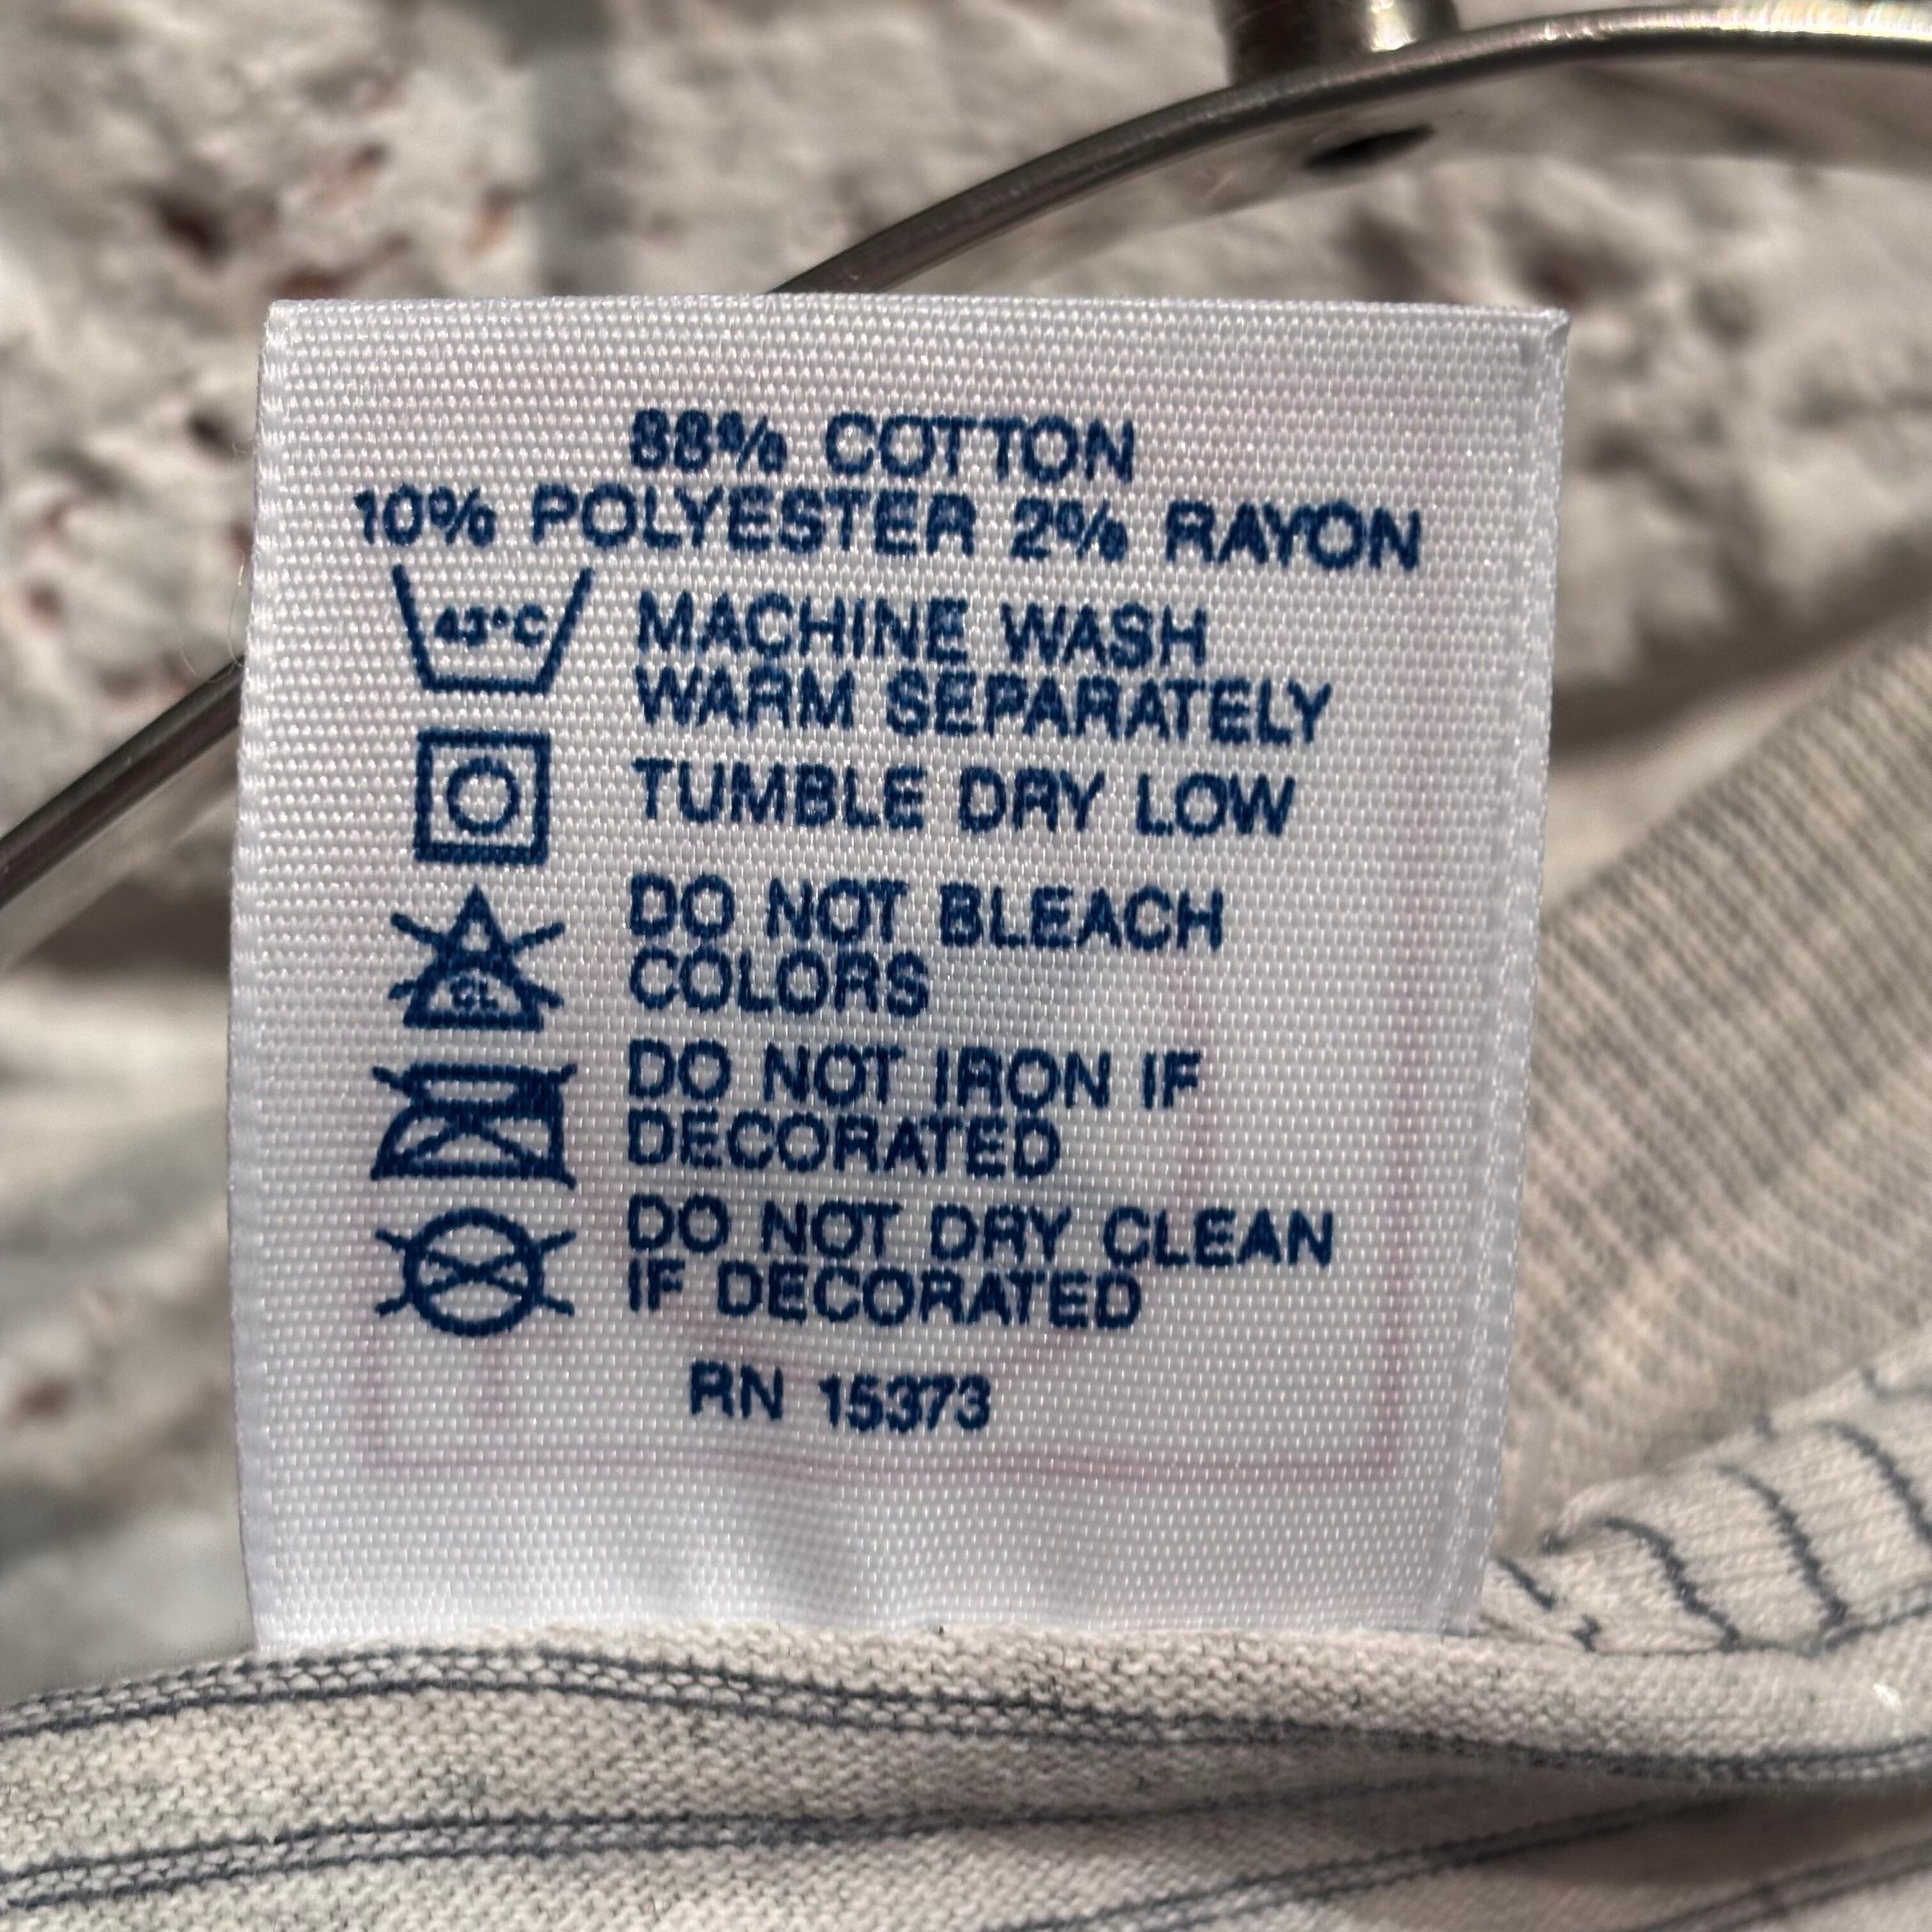 88% COTTON
10% POLYESTER 2% RAYON
43°C
MACHINE WASH
WARM SEPARATELY
TUMBLE DRY LOW
DO NOT BLEACH
COLORS
CL
DO NOT IRON IF
DECORATED
DO NOT DRY CLEAN
IF DECORATED
RN 15373